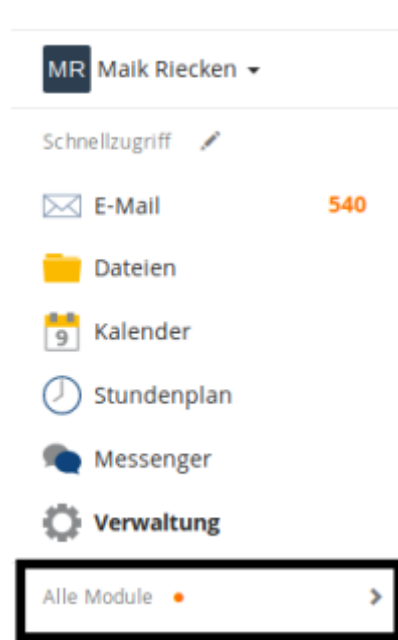 MR Maik Riecken
Schnellzugriff
E-Mail 540
Dateien
9 Kalender
Stundenplan
Messenger
Verwaltung
Alle Module